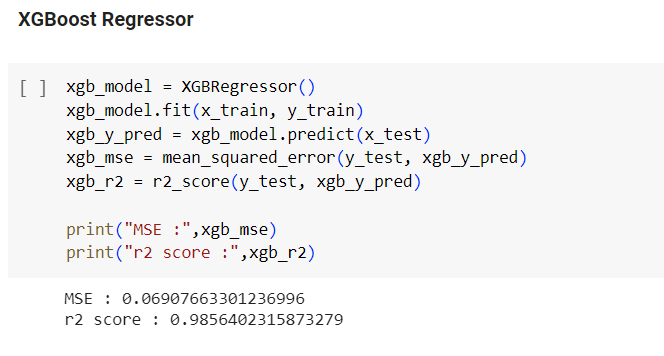 XGBoost Regressor
[ ] xgb_model = XGBRegressor()
xgb_model.fit(x_train, y_train)
xgb_y_pred = xgb_model.predict(x_test)
xgb_mse = mean_squared_error(y_test, xgb_y_pred)
xgb_r2 = r2_score(y_test, xgb_y_pred)
print("MSE :",xgb_mse)
print("r2 score :",xgb_r2)
MSE : 0.06907663301236996
r2 score : 0.9856402315873279